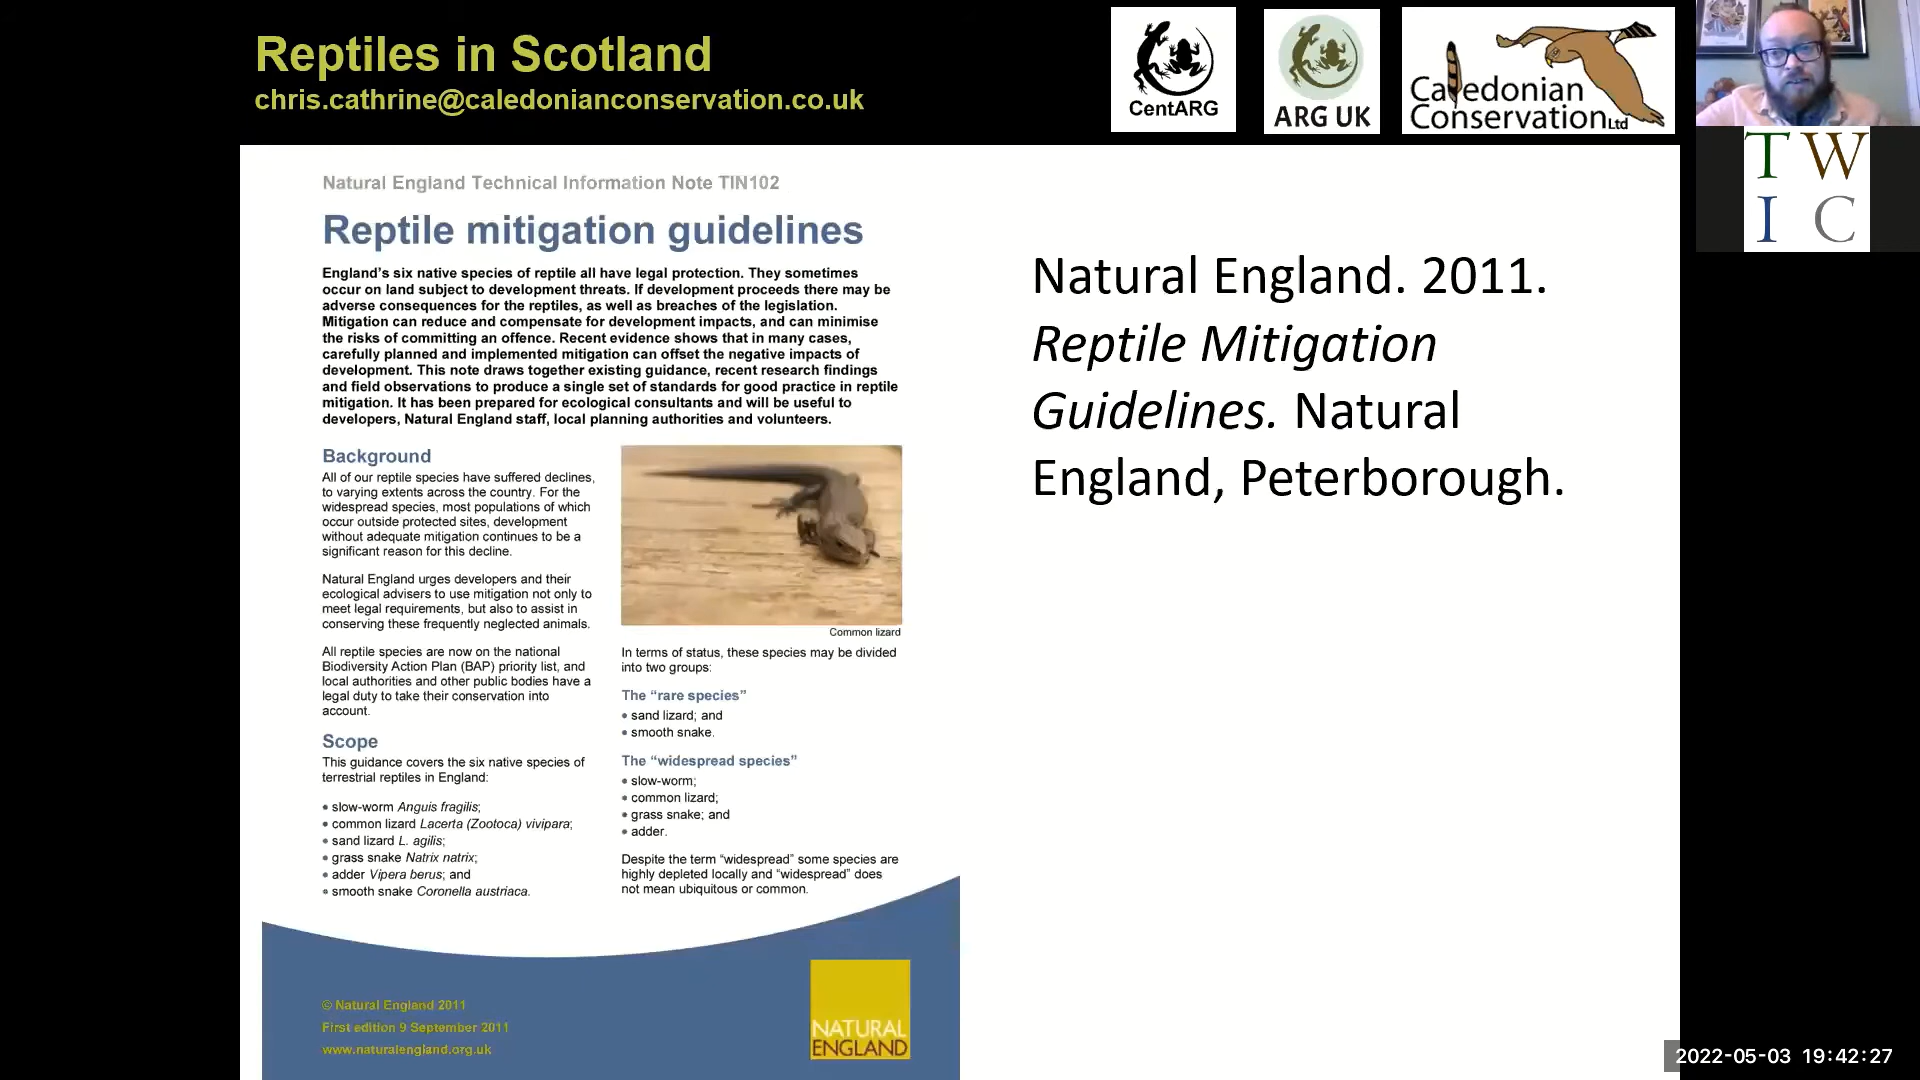 Reptiles in Scotland
chris.cathrine@caledonianconservation.co.uk
CentARG
ARG UK
Caledonian
Conservation Ltd
T W
I C
Natural England Technical Information Note TIN102
Reptile mitigation guidelines
England's six native species of reptile all have legal protection. They sometimes
occur on land subject to development threats. If development proceeds there may be
adverse consequences for the reptiles, as well as breaches of the legislation.
Mitigation can reduce and compensate for development impacts, and can minimise
the risks of committing an offence. Recent evidence shows that in many cases,
carefully planned and implemented mitigation can offset the negative impacts of
development. This note draws together existing guidance, recent research findings
and field observations to produce a single set of standards for good practice in reptile
mitigation. It has been prepared for ecological consultants and will be useful to
developers, Natural England staff, local planning authorities and volunteers.
Background
All of our reptile species have suffered declines,
to varying extents across the country. For the
widespread species, most populations of which
occur outside protected sites, development
without adequate mitigation continues to be a
significant reason for this decline.
Natural England urges developers and their
ecological advisers to use mitigation not only to
meet legal requirements, but also to assist in
conserving these frequently neglected animals.
All reptile species are now on the national
Biodiversity Action Plan (BAP) priority list, and
local authorities and other public bodies have a
legal duty to take their conservation into
account.
Scope
This guidance covers the six native species of
terrestrial reptiles in England:
• slow-worm Anguis fragilis;
• common lizard Lacerta (Zootoca) vivipara;
• sand lizard L. agilis;
• grass snake Natrix natrix;
• adder Vipera berus; and
• smooth snake Coronella austriaca.
Common lizard
In terms of status, these species may be divided
into two groups:
The "rare species"
• sand lizard; and
• smooth snake.
The "widespread species"
• slow-worm;
• common lizard;
• grass snake; and
• adder.
Despite the term "widespread" some species are
highly depleted locally and "widespread" does
not mean ubiquitous or common.
© Natural England 2011
First edition 9 September 2011
www.naturalengland.org.uk
NATURAL
ENGLAND
Natural England. 2011.
Reptile Mitigation
Guidelines. Natural
England, Peterborough.
2022-05-03 19:42:27